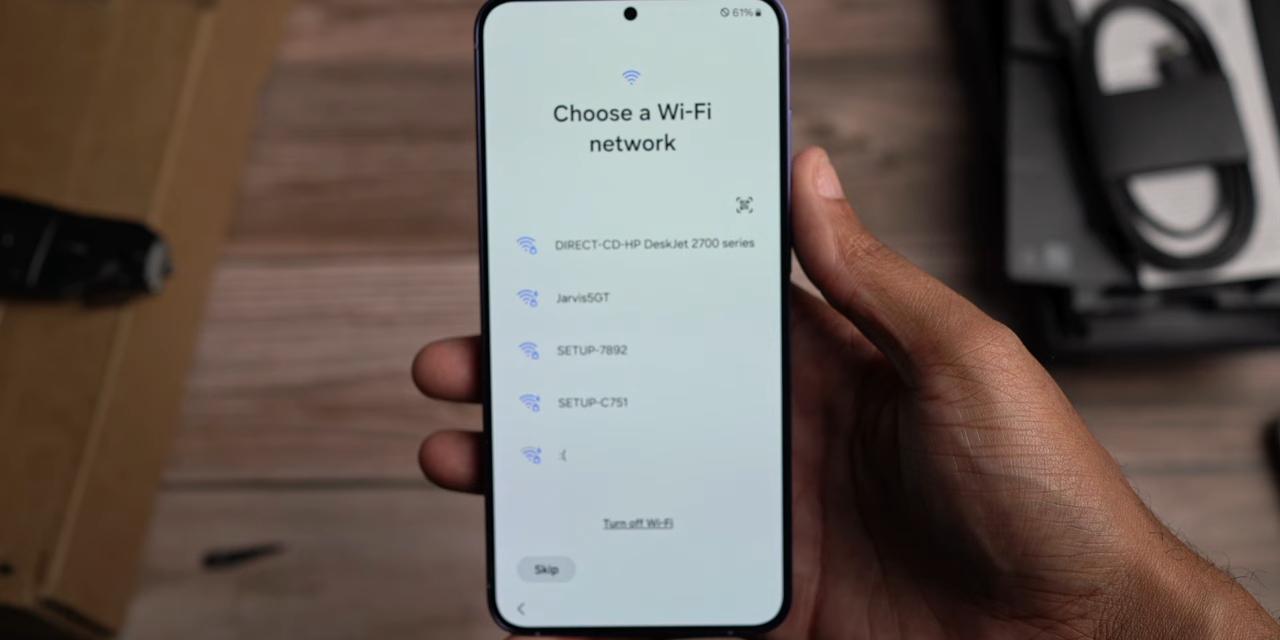 61%
Choose a Wi-Fi
network
DIRECT-CD-HP DeskJet 2700 series
Jarvis5GT
SETUP-7892
SETUP-C751
:(
Turn off Wi-Fi
Skip